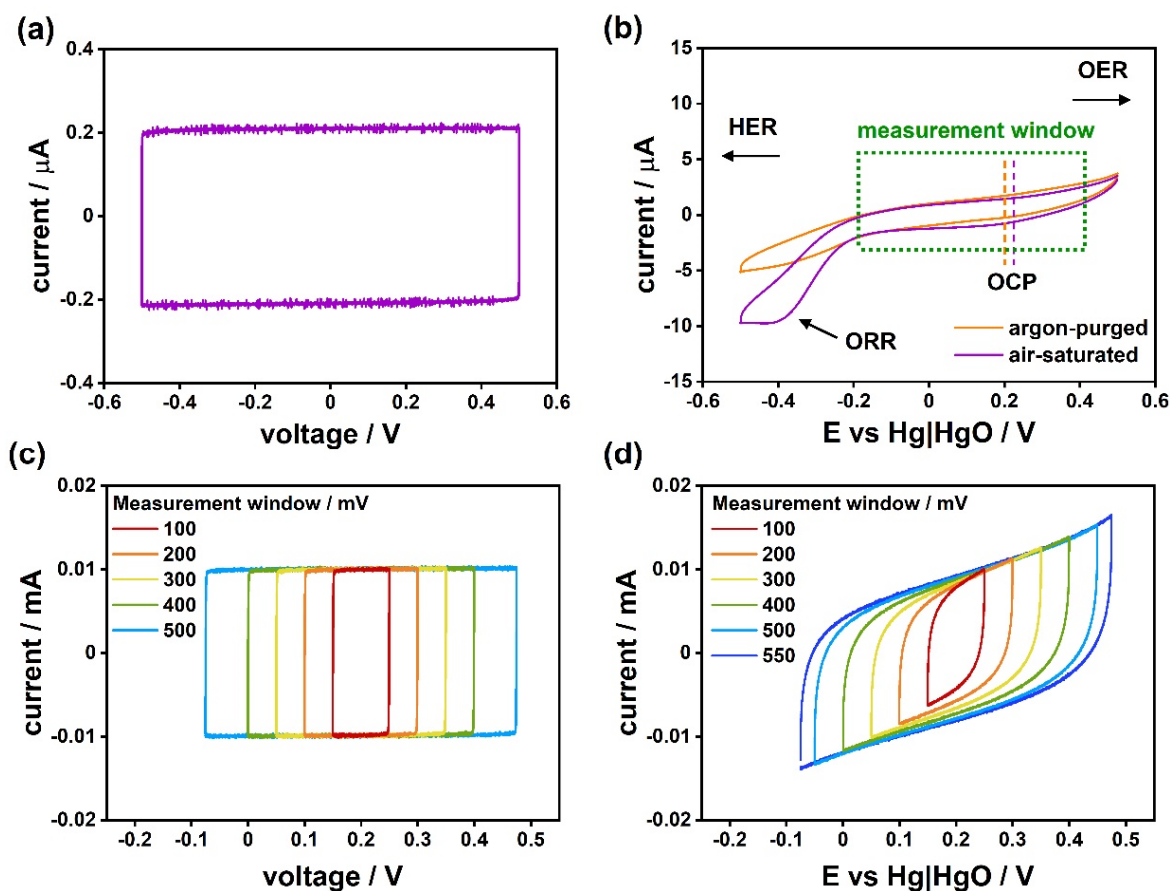 (a)
0.4
0.2
0
-0.2
-0.4
current / μA
-0.6 -0.4 -0.2 0 0.2 0.4 0.6
voltage / V
(b)
15
10
5
0
-5
-10
-15
current / μA
OER
HER
measurement window
OCP
ORR
argon-purged
air-saturated
-0.6 -0.4 -0.2 0 0.2 0.4 0.6
E vs Hg|HgO / V
(c)
0.02
0.01
0
-0.01
-0.02
current / mA
Measurement window / mV
100
200
300
400
500
-0.2 -0.1 0 0.1 0.2 0.3 0.4 0.5
voltage / V
(d)
0.02
0.01
0
-0.01
-0.02
current / mA
Measurement window / mV
100
200
300
400
500
550
-0.2 -0.1 0 0.1 0.2 0.3 0.4 0.5
E vs Hg|HgO / V